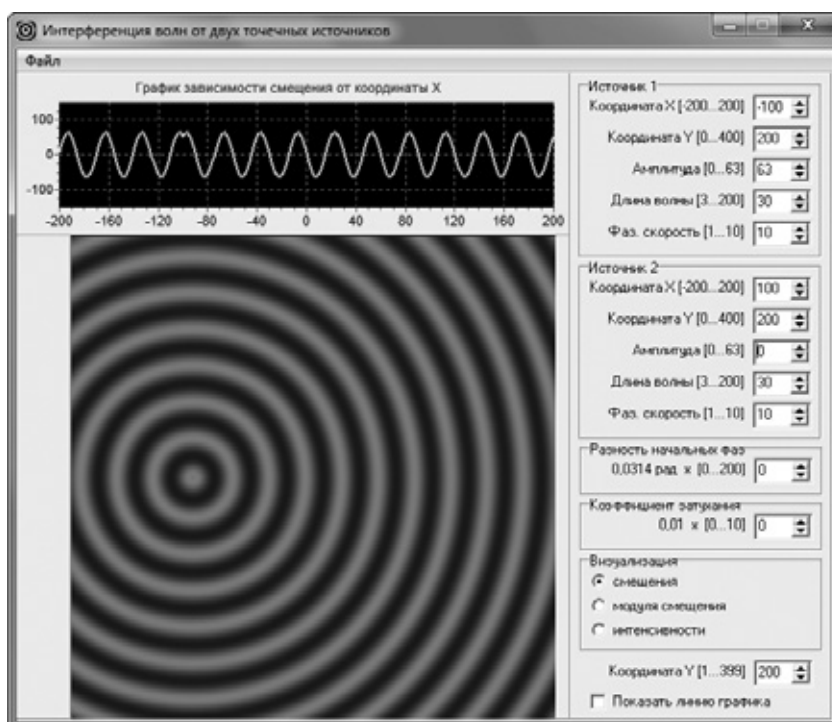 Интерференция волн от двух точечных источников
Файл
График зависимости смещения от координаты X
100
0
-100
-200 -160 -120 -80 -40 0 40 80 120 160 200
Источник 1
Координата X [-200...200] -100
Координата Y [0...400] 200
Амплитуда [0...63] 63
Длина волны [3...200] 30
Фаз. скорость [1...10] 10
Источник 2
Координата X [-200...200] 100
Координата Y [0...400] 200
Амплитуда [0...63] 0
Длина волны [3...200] 30
Фаз. скорость [1...10] 10
Разность начальных фаз
0,0314 рад x [0...200] 0
Коэффициент затухания
0,01 x [0...10] 0
Визуализация
смещения
модуля смещения
интенсивности
Координата Y [1...399] 200
Показать линию графика